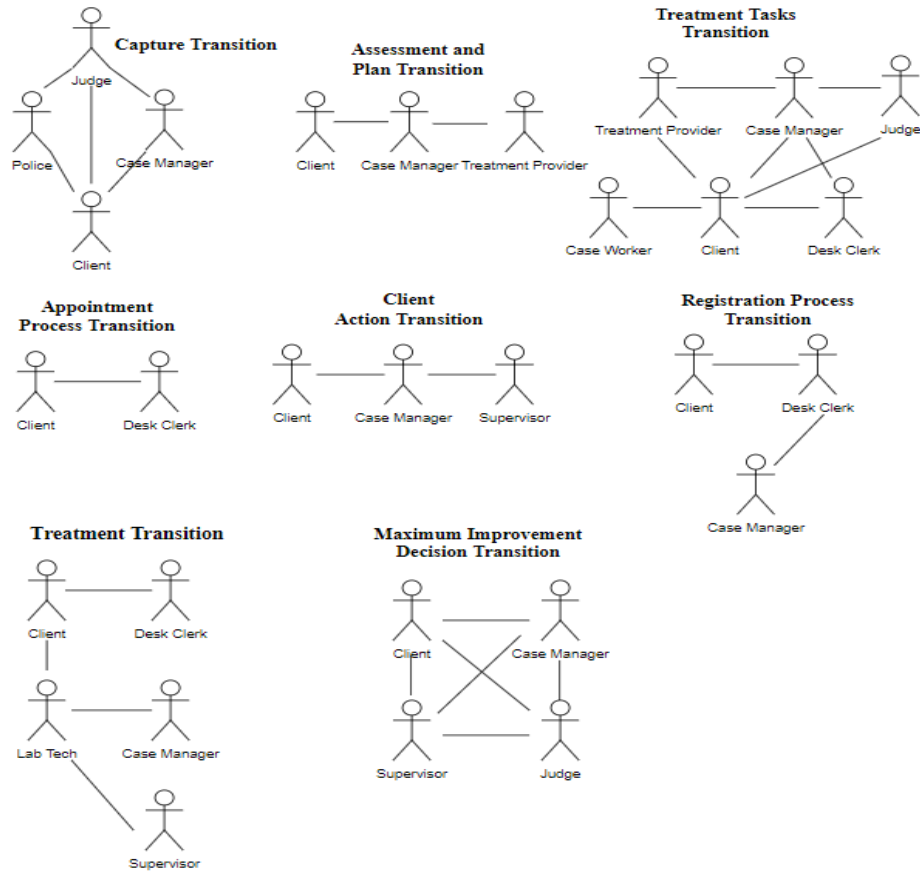 Capture Transition
Judge
Police
Case Manager
Client
Assessment and
Plan Transition
Client
Case Manager
Treatment Provider
Treatment Tasks
Transition
Treatment Provider
Case Manager
Judge
Case Worker
Client
Desk Clerk
Appointment
Process Transition
Client
Desk Clerk
Client
Action Transition
Client
Case Manager
Supervisor
Registration Process
Transition
Client
Desk Clerk
Case Manager
Treatment Transition
Client
Desk Clerk
Lab Tech
Case Manager
Supervisor
Maximum Improvement
Decision Transition
Client
Case Manager
Supervisor
Judge